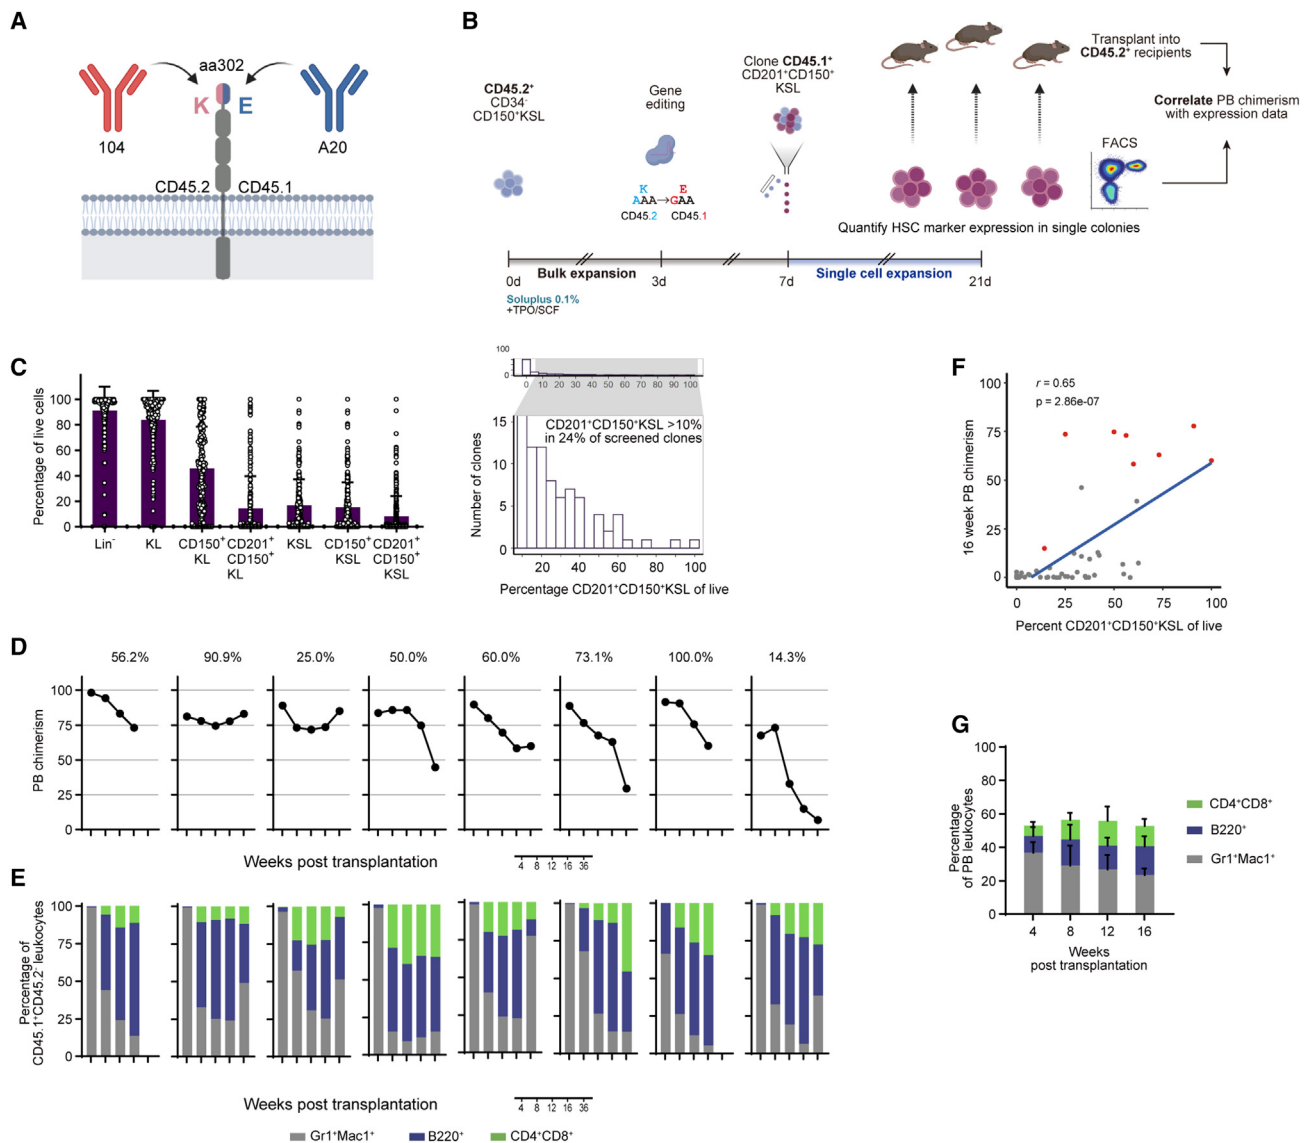 A
aa302
K
E
104
A20
CD45.2
CD45.1
B
CD45.2⁺
CD34⁻
CD150⁺KSL
Gene
editing
K
E
AAA→GAA
CD45.2
CD45.1
Clone CD45.1⁺
CD201⁺CD150⁺
KSL
Transplant into
CD45.2⁺ recipients
Correlate PB chimerism
with expression data
FACS
Quantify HSC marker expression in single colonies
Bulk expansion
Single cell expansion
0d
3d
7d
21d
Soluplus 0.1%
+TPO/SCF
C
Percentage of live cells
100
80
60
40
20
0
Lin⁻
KL
CD150⁺
KL
CD201⁺
CD150⁺
KL
KSL
CD150⁺
KSL
CD201⁺
CD150⁺
KSL
100
0
0 10 20 30 40 50 60 70 80 90 100
CD201⁺CD150⁺KSL >10%
in 24% of screened clones
Number of clones
15
10
5
0
20 40 60 80 100
Percentage CD201⁺CD150⁺KSL of live
F
r = 0.65
p = 2.86e-07
16 week PB chimerism
100
75
50
25
0
0 25 50 75 100
Percent CD201⁺CD150⁺KSL of live
D
56.2% 90.9% 25.0% 50.0% 60.0% 73.1% 100.0% 14.3%
PB chimerism
100
75
50
25
0
Weeks post transplantation
4 8 12 16 36
E
Percentage of
CD45.1⁺CD45.2⁻ leukocytes
100
75
50
25
0
Weeks post transplantation
4 8 12 16 36
Gr1⁺Mac1⁺
B220⁺
CD4⁺CD8⁺
G
Percentage
of PB leukocytes
100
80
60
40
20
0
4 8 12 16
Weeks
post transplantation
CD4⁺CD8⁺
B220⁺
Gr1⁺Mac1⁺